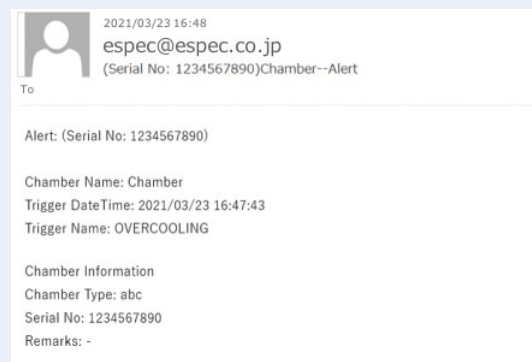 2021/03/23 16:48
espec@espec.co.jp
(Serial No: 1234567890)Chamber--Alert
To
Alert: (Serial No: 1234567890)
Chamber Name: Chamber
Trigger DateTime: 2021/03/23 16:47:43
Trigger Name: OVERCOOLING
Chamber Information
Chamber Type: abc
Serial No: 1234567890
Remarks: -